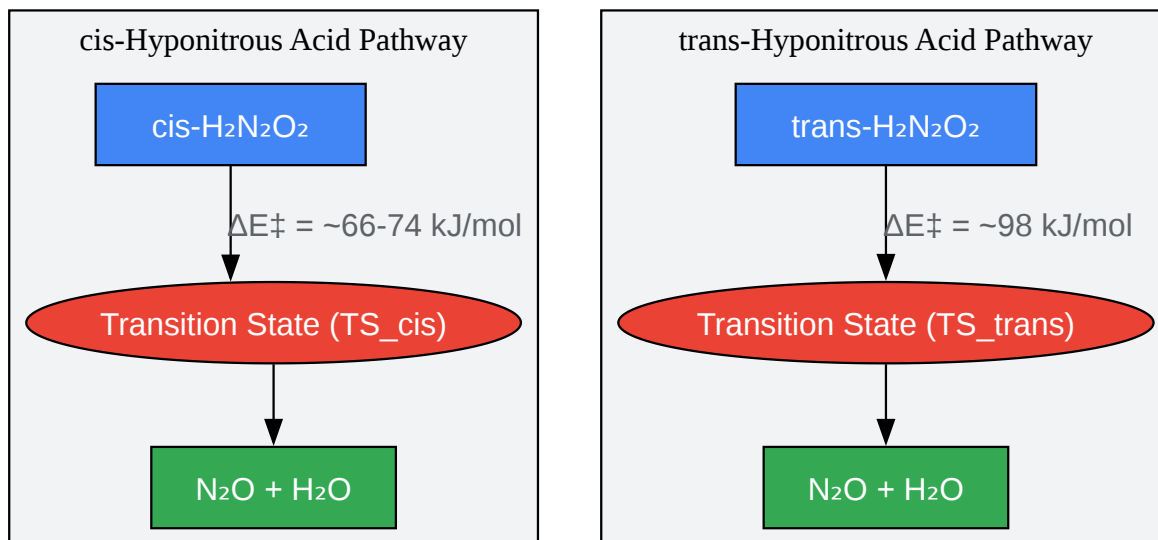 cis-Hyponitrous Acid Pathway
cis-H₂N₂O₂
ΔE‡ = ~66-74 kJ/mol
Transition State (TS_cis)
N₂O + H₂O
trans-Hyponitrous Acid Pathway
trans-H₂N₂O₂
ΔE‡ = ~98 kJ/mol
Transition State (TS_trans)
N₂O + H₂O